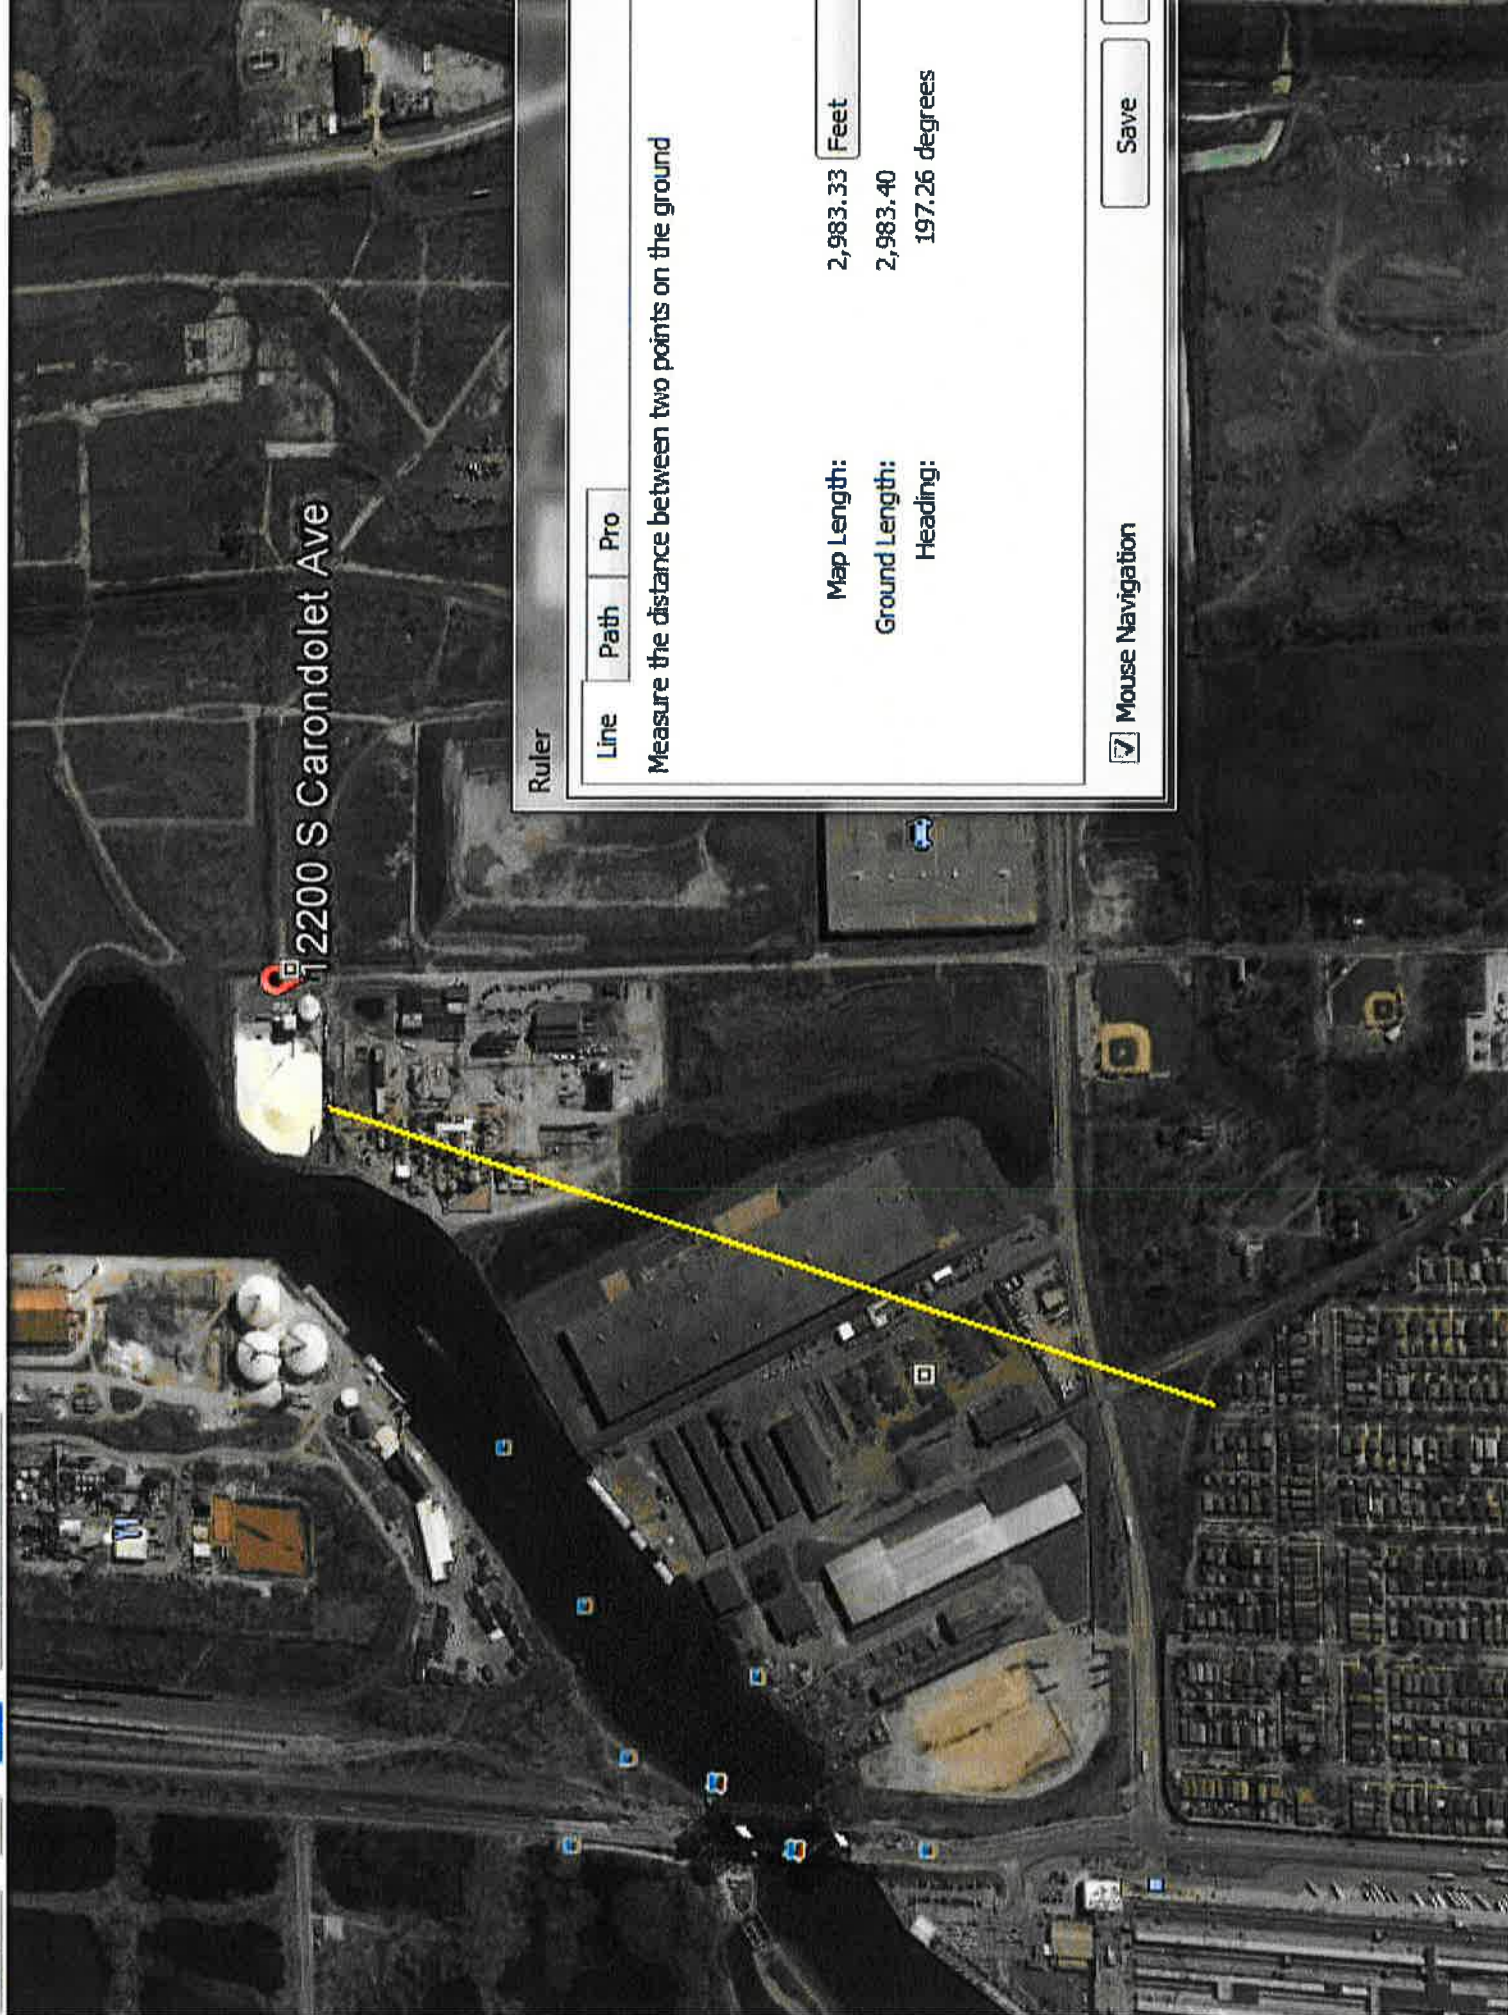 12200 S Carondolet Ave
Ruler
Line Path Pro
Measure the distance between two points on the ground
Map Length: 2,983.33 Feet
Ground Length: 2,983.40
Heading: 197.26 degrees
Mouse Navigation Save